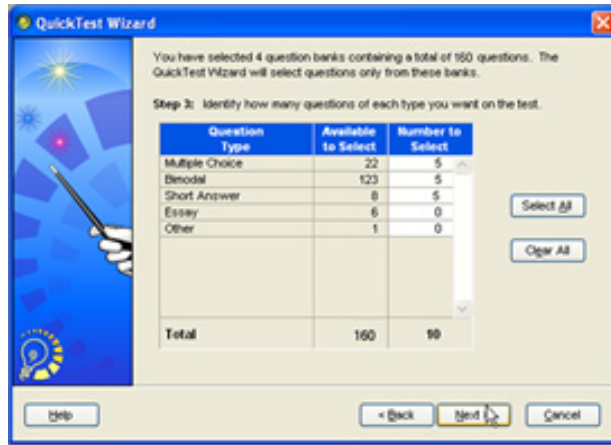 QuickTest Wizard
You have selected 4 question banks containing a total of 160 questions. The
QuickTest Wizard will select questions only from these banks.
Step 3: Identify how many questions of each type you want on the test.
Question Type Available to Select Number to Select
Multiple Choice 22 5
Bimodal 123 5
Short Answer 8 5
Essay 6 0
Other 1 0
Total 160 10
Select All
Clear All
Help < Back Next > Cancel